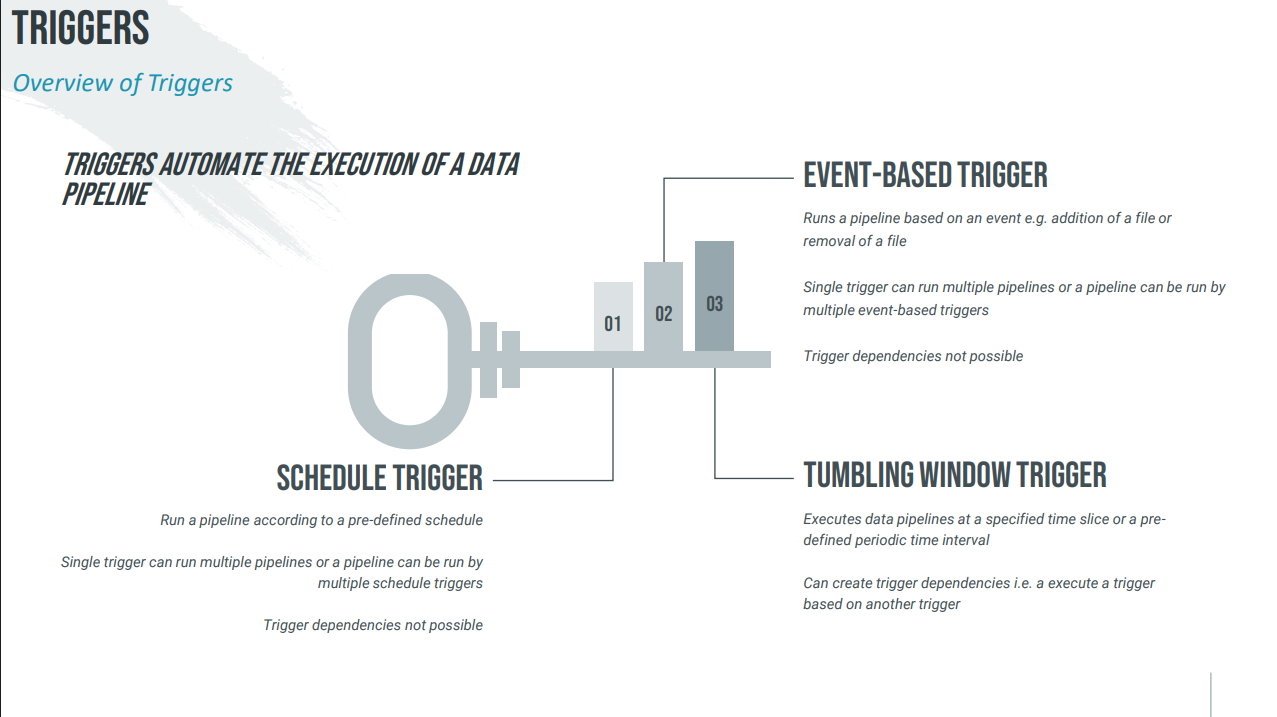 TRIGGERS
Overview of Triggers
TRIGGERS AUTOMATE THE EXECUTION OF A DATA
PIPELINE
EVENT-BASED TRIGGER
Runs a pipeline based on an event e.g. addition of a file or
removal of a file
Single trigger can run multiple pipelines or a pipeline can be run by
multiple event-based triggers
Trigger dependencies not possible
01
02
03
SCHEDULE TRIGGER
Run a pipeline according to a pre-defined schedule
Single trigger can run multiple pipelines or a pipeline can be run by
multiple schedule triggers
Trigger dependencies not possible
TUMBLING WINDOW TRIGGER
Executes data pipelines at a specified time slice or a pre-
defined periodic time interval
Can create trigger dependencies i.e. a execute a trigger
based on another trigger